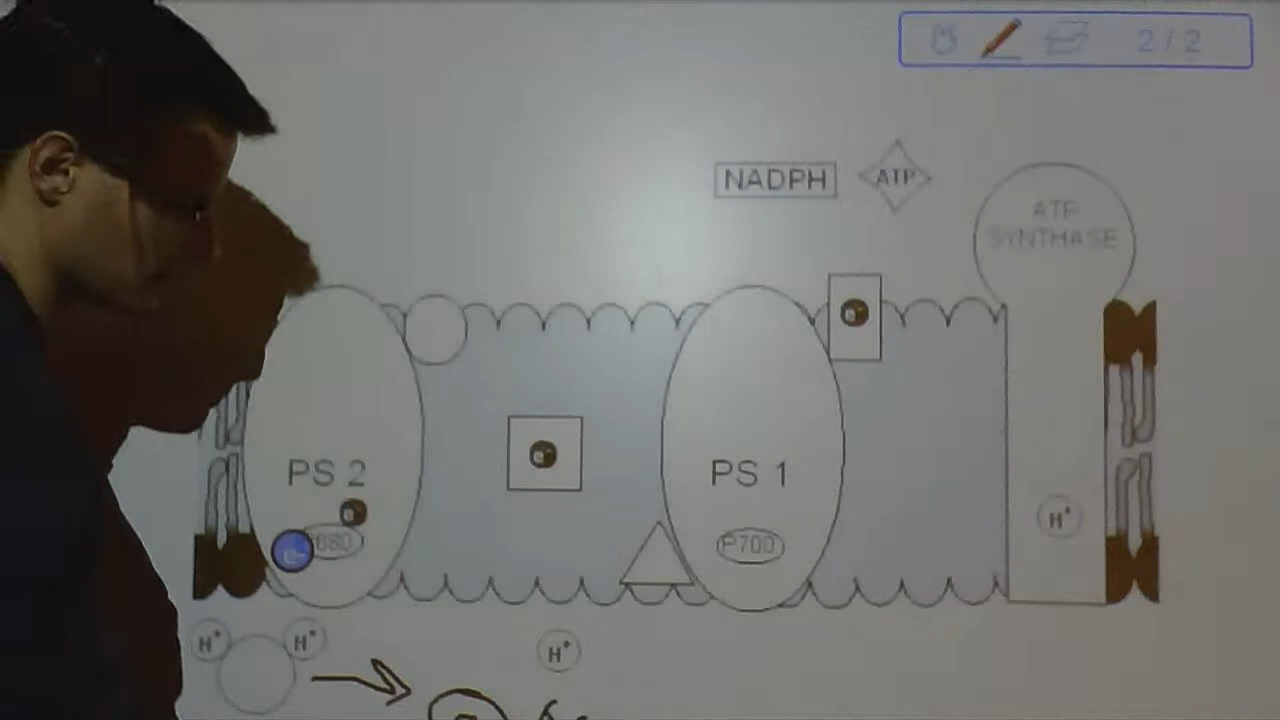 2 / 2
NADPH
ATP
ATP
SYNTHASE
PS 2
PS 1
H⁺
P700
e-
H⁺
H⁺
H⁺